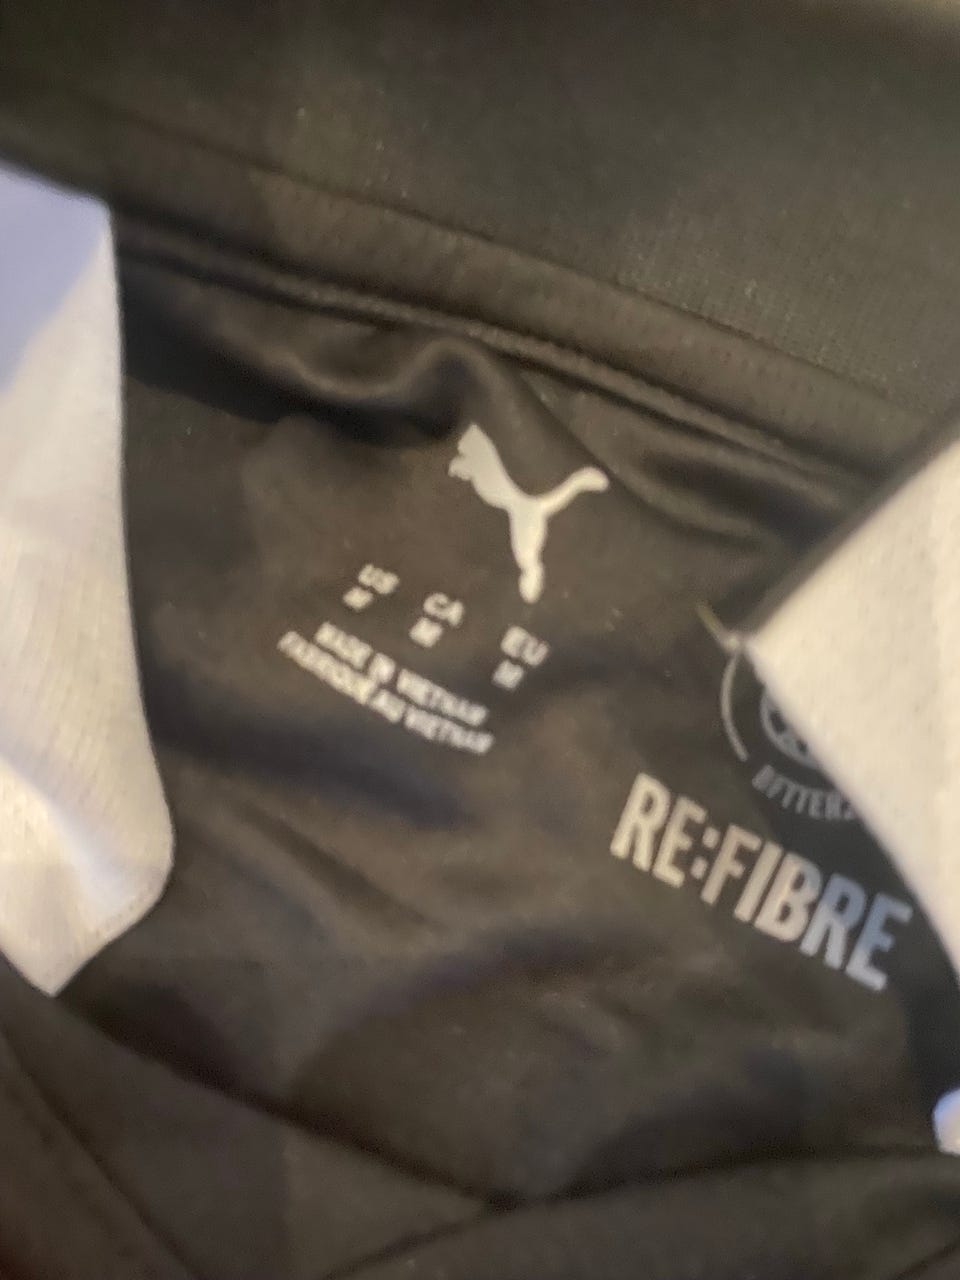 US CA EU
M M M
MADE IN VIETNAM
FABRIQUÉ AU VIETNAM
RE:FIBRE